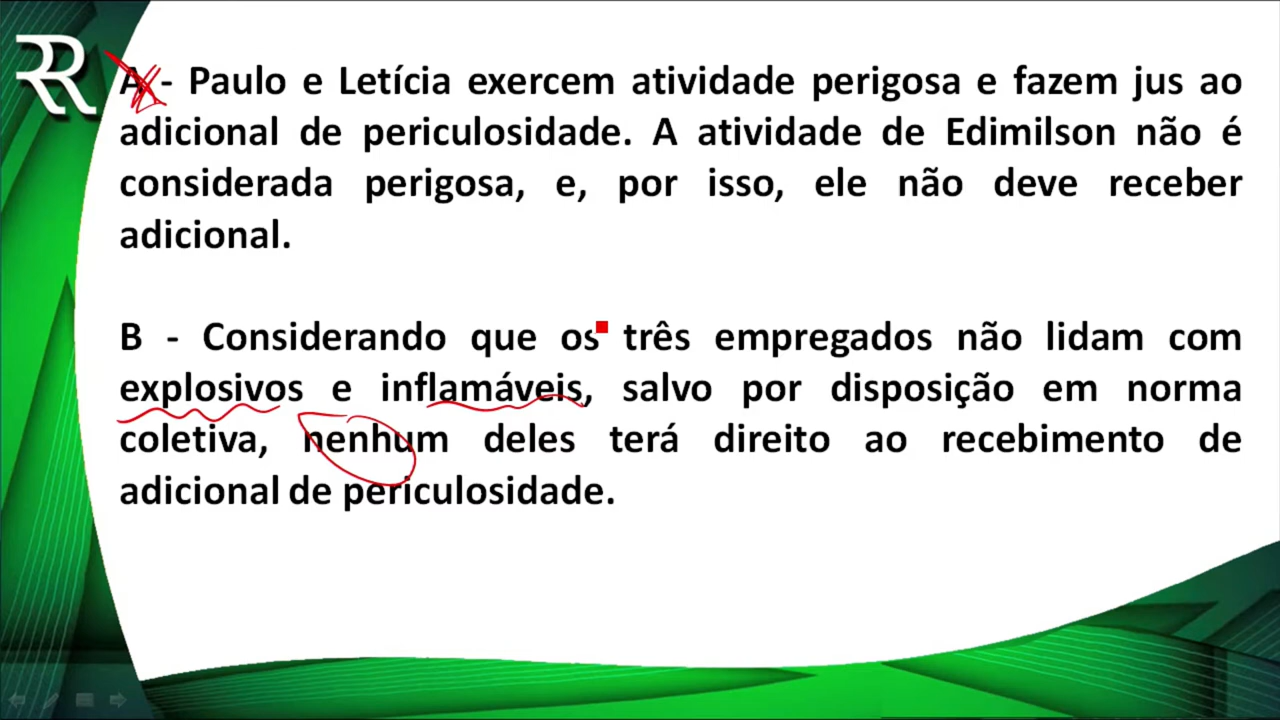 RR
A - Paulo e Letícia exercem atividade perigosa e fazem jus ao
adicional de periculosidade. A atividade de Edimilson não é
considerada perigosa, e, por isso, ele não deve receber
adicional.
B - Considerando que os três empregados não lidam com
explosivos e inflamáveis, salvo por disposição em norma
coletiva, nenhum deles terá direito ao recebimento de
adicional de periculosidade.